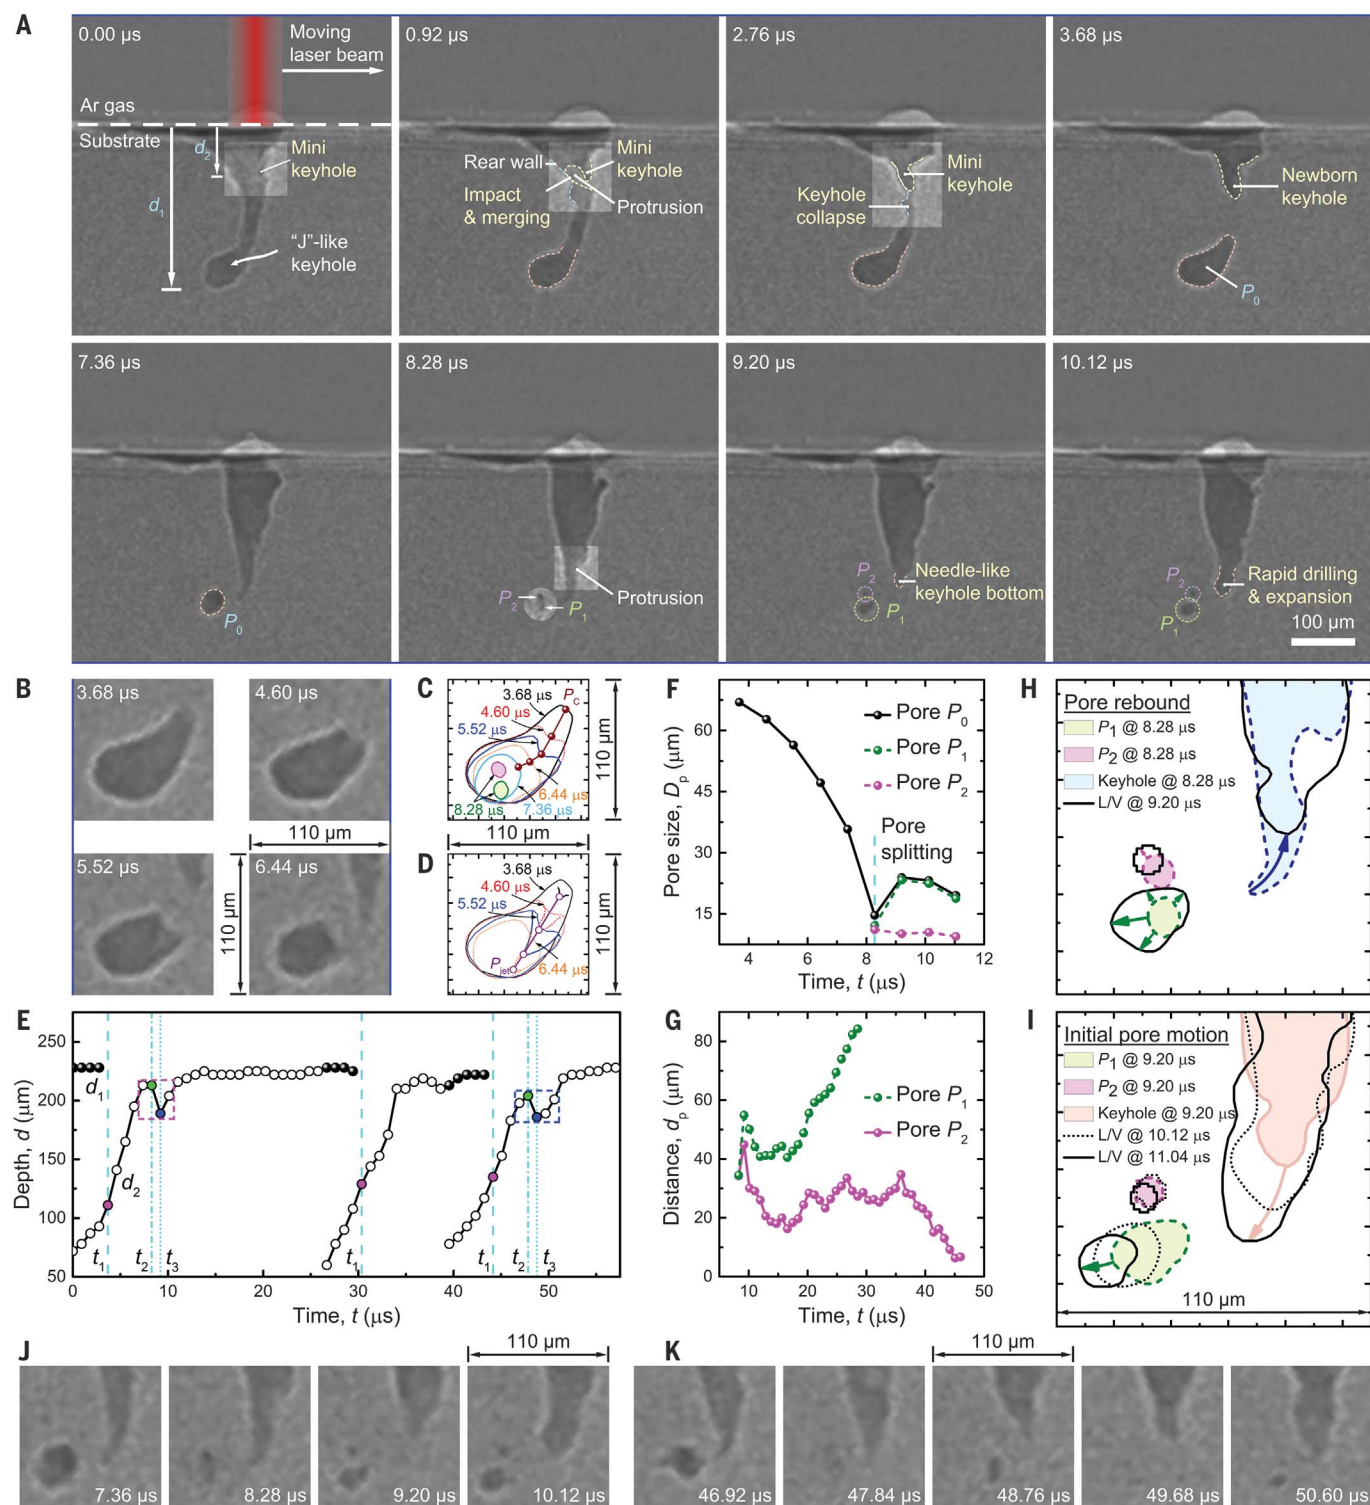 A
0.00 µs
Moving
laser beam
Ar gas
Substrate
d2
d1
Mini
keyhole
"J"-like
keyhole
0.92 µs
Rear wall
Mini
keyhole
Impact
& merging
Protrusion
2.76 µs
Mini
keyhole
Keyhole
collapse
3.68 µs
Newborn
keyhole
P0
7.36 µs
P0
8.28 µs
Protrusion
P2
P1
9.20 µs
P2
Needle-like
keyhole bottom
P1
10.12 µs
P2
Rapid drilling
& expansion
P1
100 µm
B
3.68 µs
4.60 µs
110 µm
5.52 µs
6.44 µs
110 µm
C
3.68 µs
Pc
4.60 µs
5.52 µs
6.44 µs
8.28 µs
7.36 µs
110 µm
110 µm
D
3.68 µs
4.60 µs
5.52 µs
Pjet
6.44 µs
110 µm
E
Depth, d (µm)
250
200
150
100
50
d1
d2
t1
t2
t3
t1
t1
t2
t3
0
10
20
30
40
50
Time, t (µs)
F
Pore size, Dp (µm)
60
45
30
15
Pore P0
Pore P1
Pore P2
Pore
splitting
4
6
8
10
12
Time, t (µs)
G
Distance, dp (µm)
80
60
40
20
0
Pore P1
Pore P2
10
20
30
40
50
Time, t (µs)
H
Pore rebound
P1 @ 8.28 µs
P2 @ 8.28 µs
Keyhole @ 8.28 µs
L/V @ 9.20 µs
I
Initial pore motion
P1 @ 9.20 µs
P2 @ 9.20 µs
Keyhole @ 9.20 µs
L/V @ 10.12 µs
L/V @ 11.04 µs
110 µm
J
110 µm
7.36 µs
8.28 µs
9.20 µs
10.12 µs
K
110 µm
46.92 µs
47.84 µs
48.76 µs
49.68 µs
50.60 µs